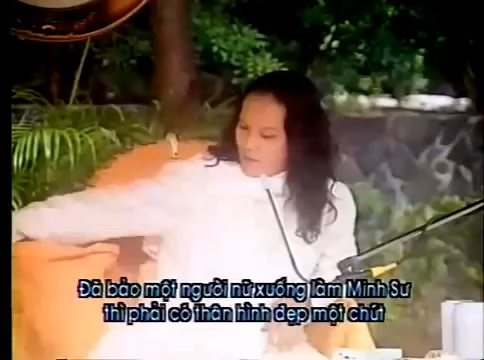 Đã bảo một người nữ xuống làm Minh Sư
thì phải có thân hình đẹp một chút